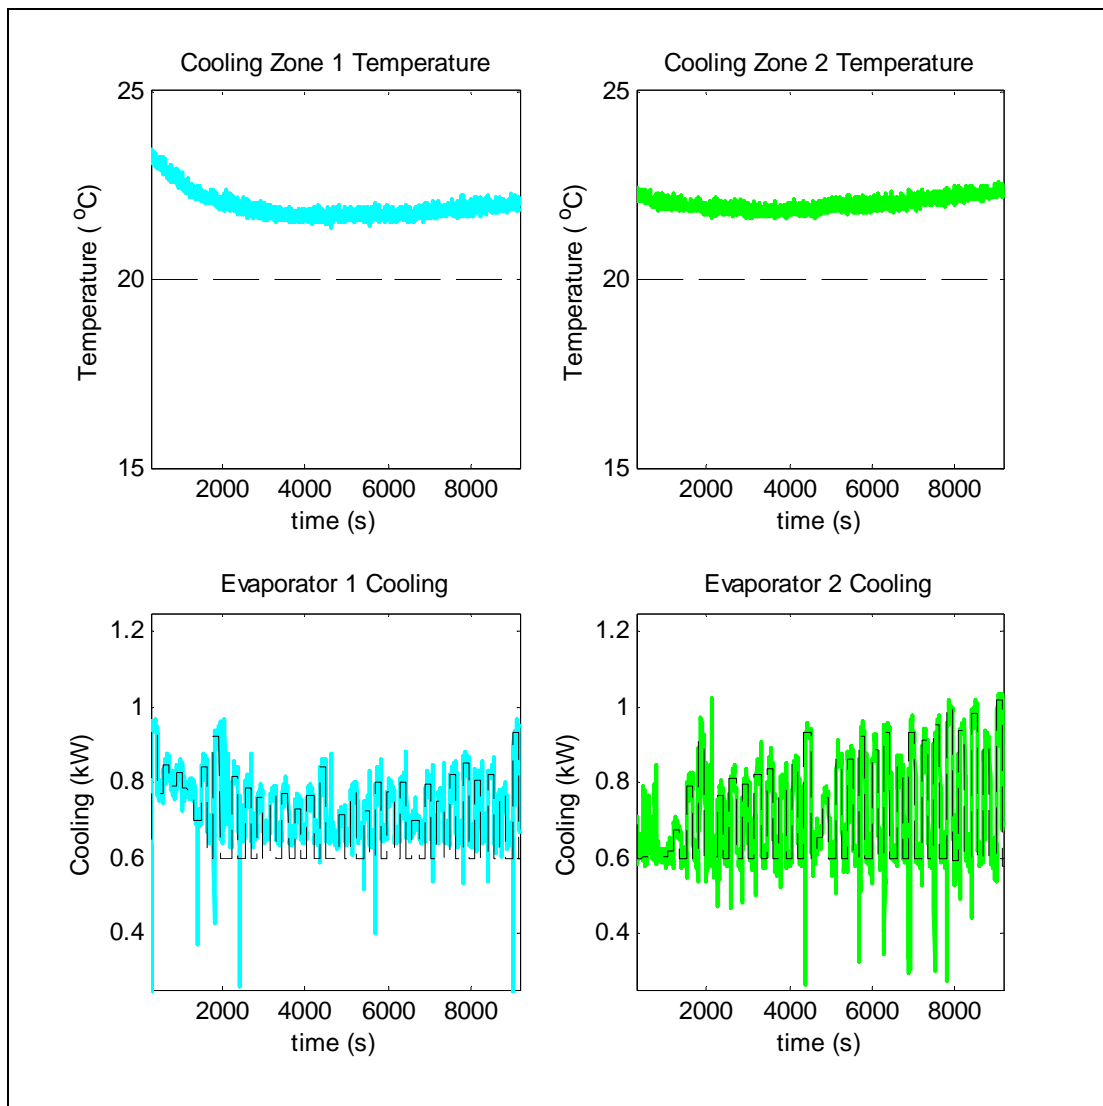 Cooling Zone 1 Temperature
25
20
15
Temperature ( °C)
2000 4000 6000 8000
time (s)
Cooling Zone 2 Temperature
25
20
15
Temperature ( °C)
2000 4000 6000 8000
time (s)
Evaporator 1 Cooling
1.2
1
0.8
0.6
0.4
Cooling (kW)
2000 4000 6000 8000
time (s)
Evaporator 2 Cooling
1.2
1
0.8
0.6
0.4
Cooling (kW)
2000 4000 6000 8000
time (s)